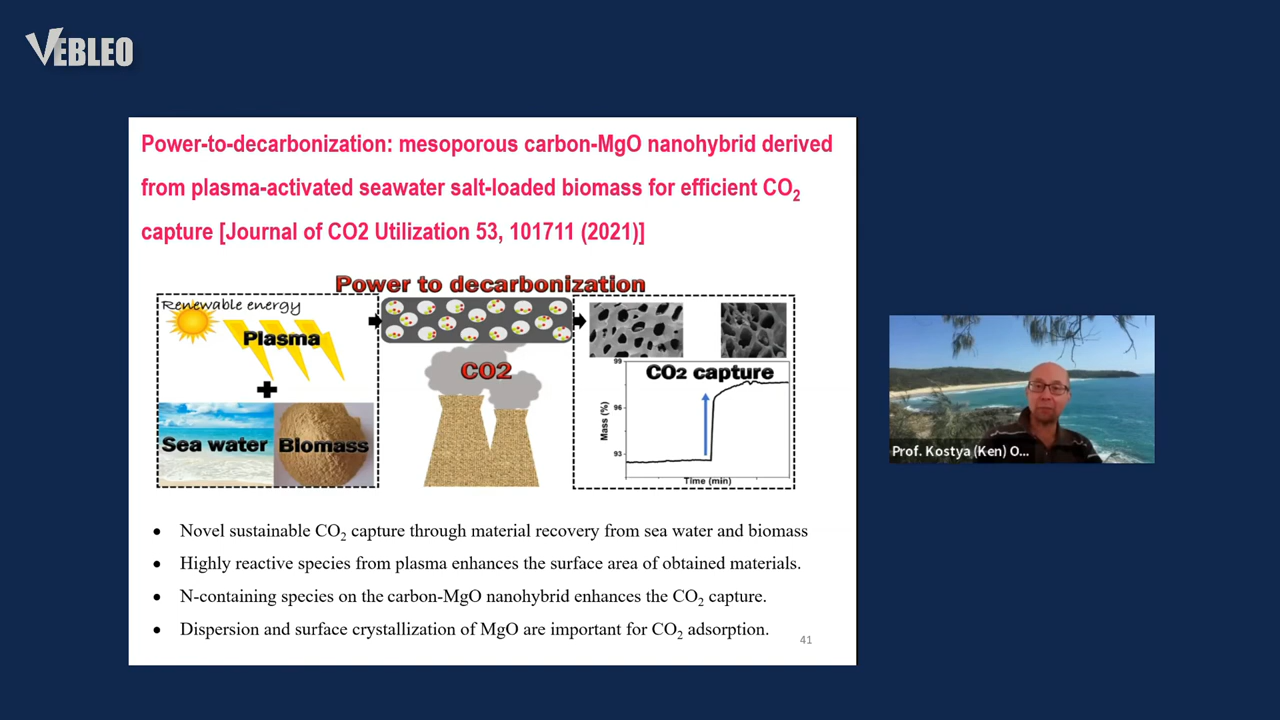 VEBLEO
Power-to-decarbonization: mesoporous carbon-MgO nanohybrid derived
from plasma-activated seawater salt-loaded biomass for efficient CO2
capture [Journal of CO2 Utilization 53, 101711 (2021)]
Power to decarbonization
Renewable energy
Plasma
+
Sea water
Biomass
CO2
CO2 capture
99
96
93
Mass (%)
Time (min)
• Novel sustainable CO2 capture through material recovery from sea water and biomass
• Highly reactive species from plasma enhances the surface area of obtained materials.
• N-containing species on the carbon-MgO nanohybrid enhances the CO2 capture.
• Dispersion and surface crystallization of MgO are important for CO2 adsorption.
41
Prof. Kostya (Ken) O...